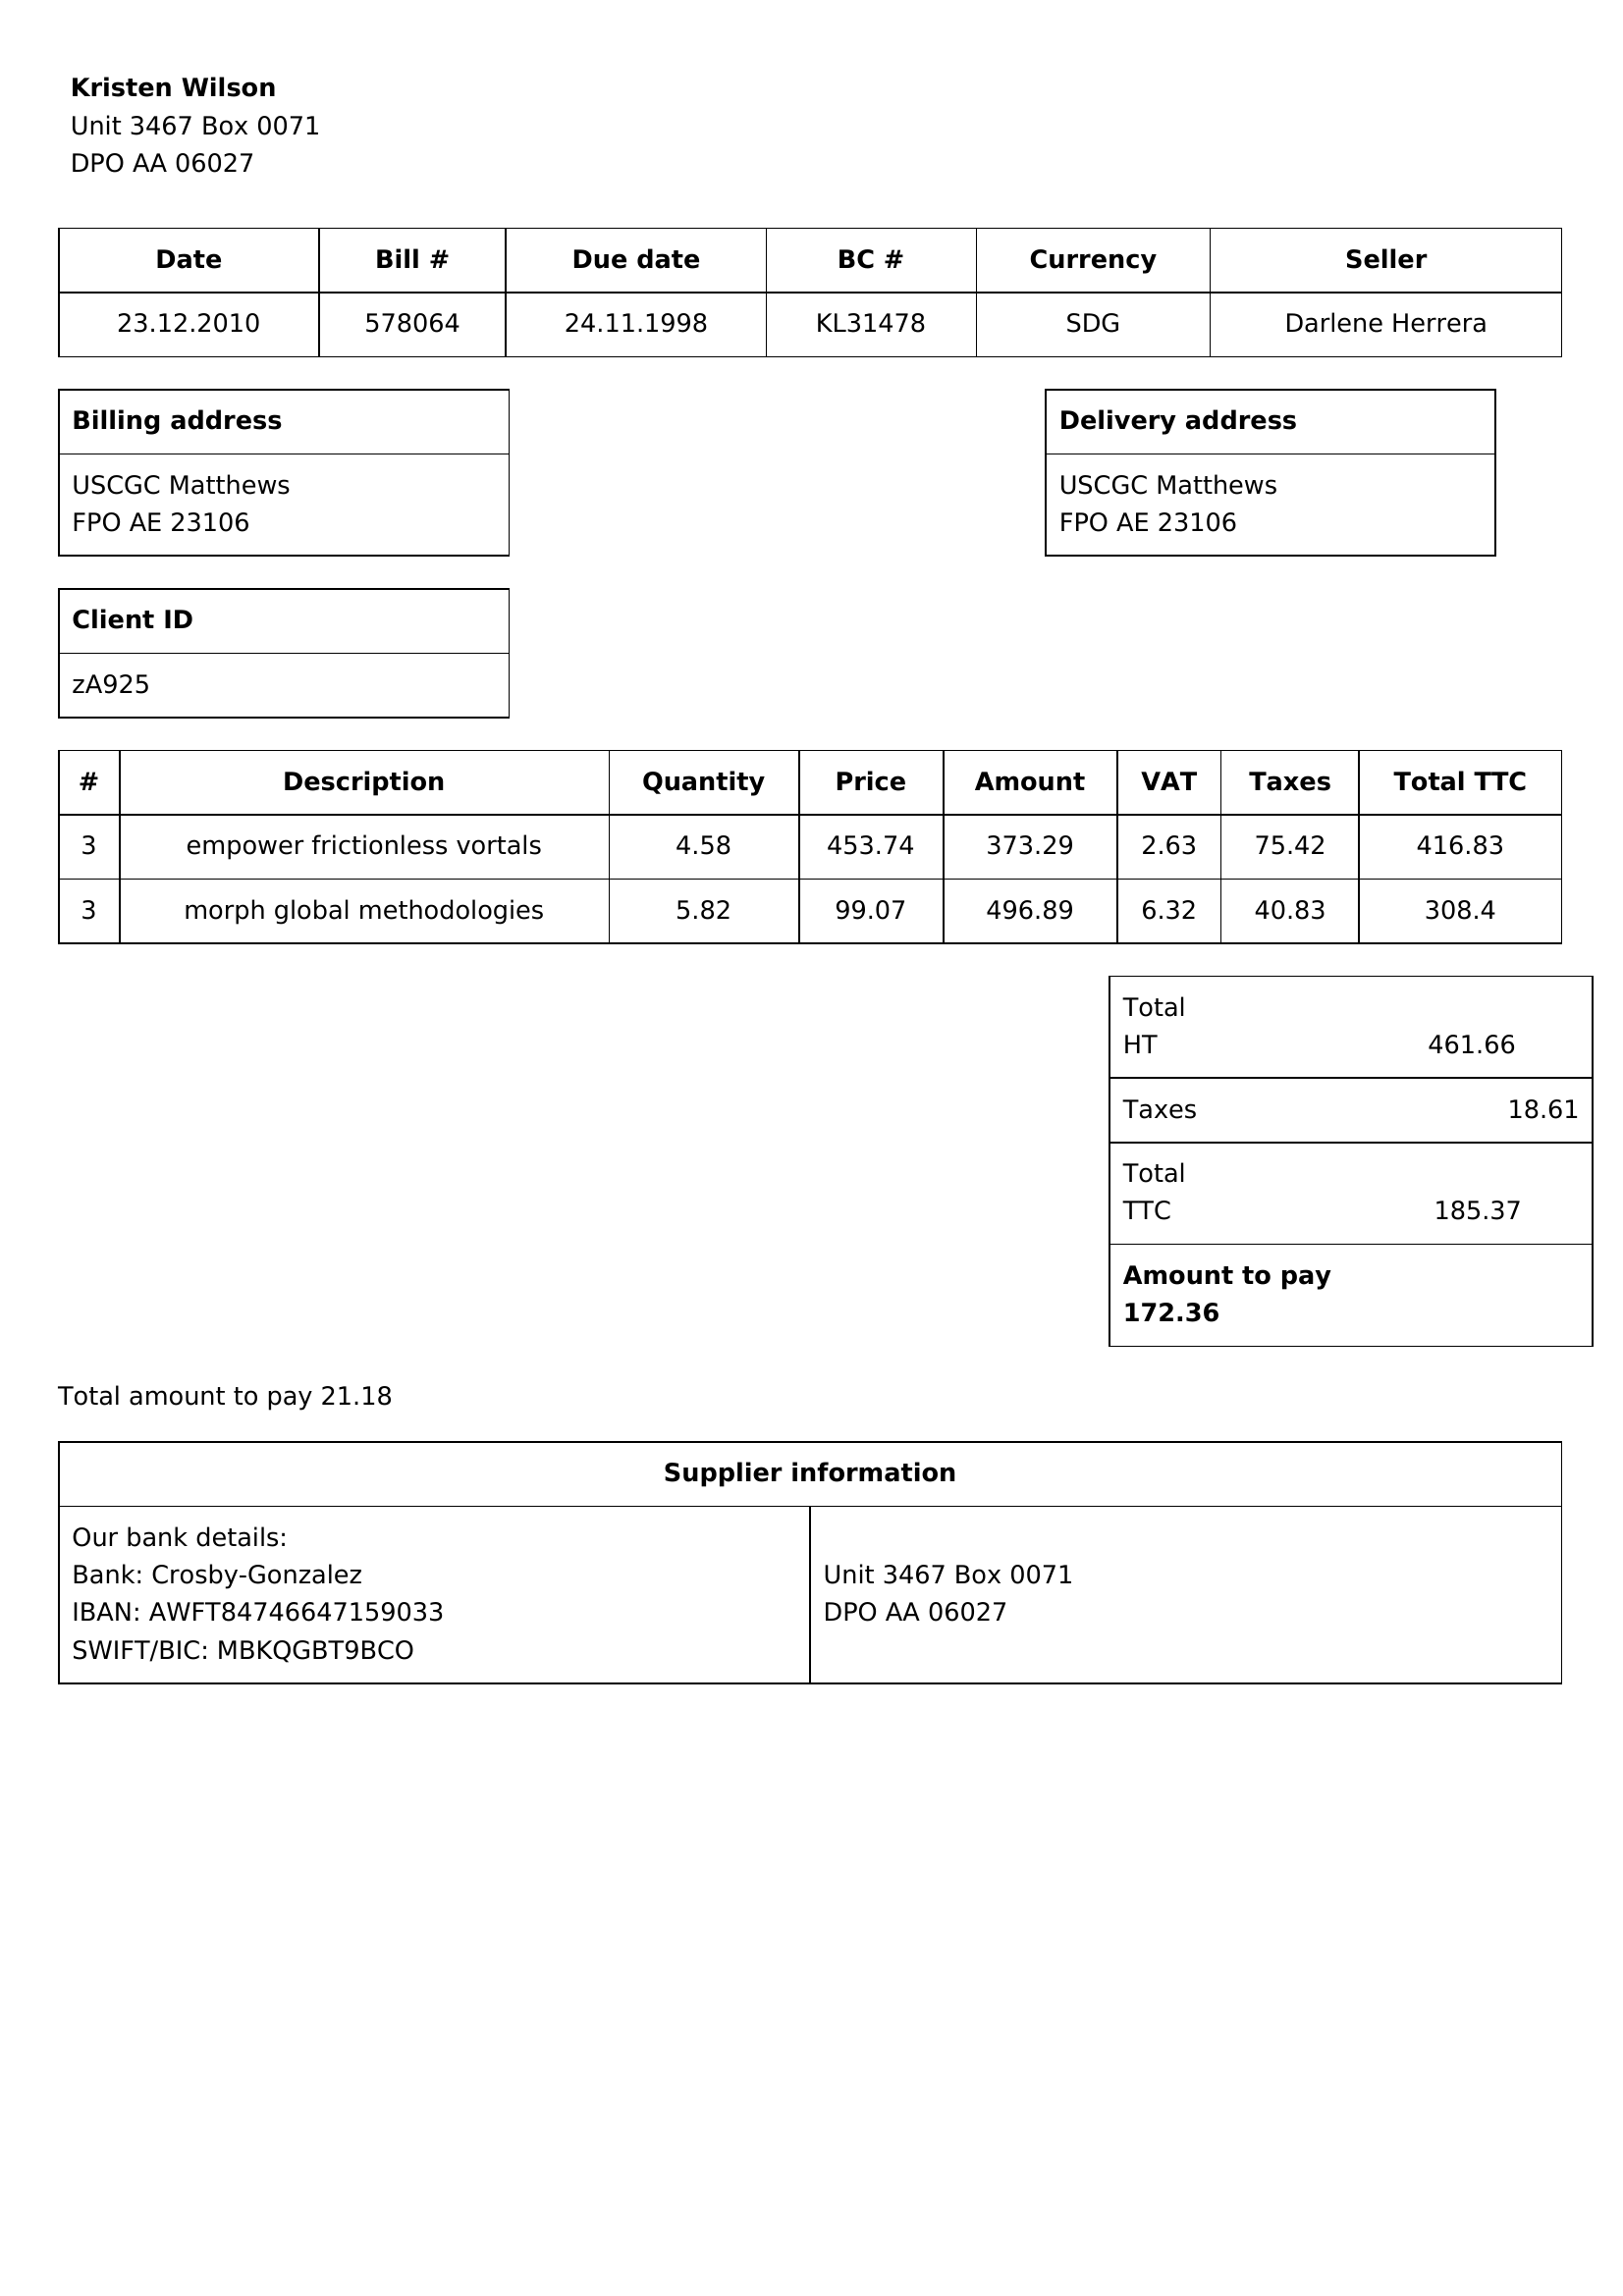 Kristen Wilson
Unit 3467 Box 0071
DPO AA 06027
Date Bill # Due date BC # Currency Seller
23.12.2010 578064 24.11.1998 KL31478 SDG Darlene Herrera
Billing address
USCGC Matthews
FPO AE 23106
Delivery address
USCGC Matthews
FPO AE 23106
Client ID
zA925
# Description Quantity Price Amount VAT Taxes Total TTC
3 empower frictionless vortals 4.58 453.74 373.29 2.63 75.42 416.83
3 morph global methodologies 5.82 99.07 496.89 6.32 40.83 308.4
Total
HT 461.66
Taxes 18.61
Total
TTC 185.37
Amount to pay
172.36
Total amount to pay 21.18
Supplier information
Our bank details:
Bank: Crosby-Gonzalez
IBAN: AWFT84746647159033
SWIFT/BIC: MBKQGBT9BCO
Unit 3467 Box 0071
DPO AA 06027